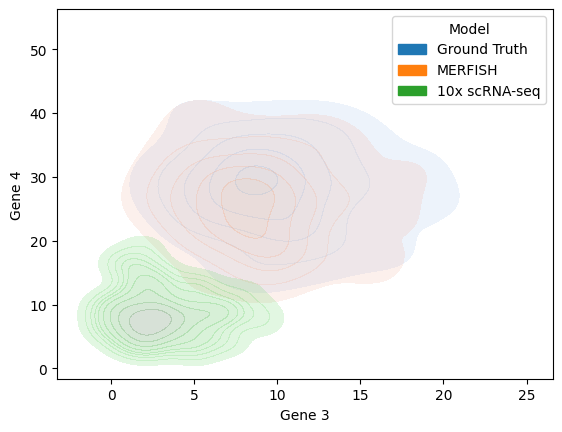 Model
Ground Truth
MERFISH
10x scRNA-seq
Gene 4
50
40
30
20
10
0
0 5 10 15 20 25
Gene 3